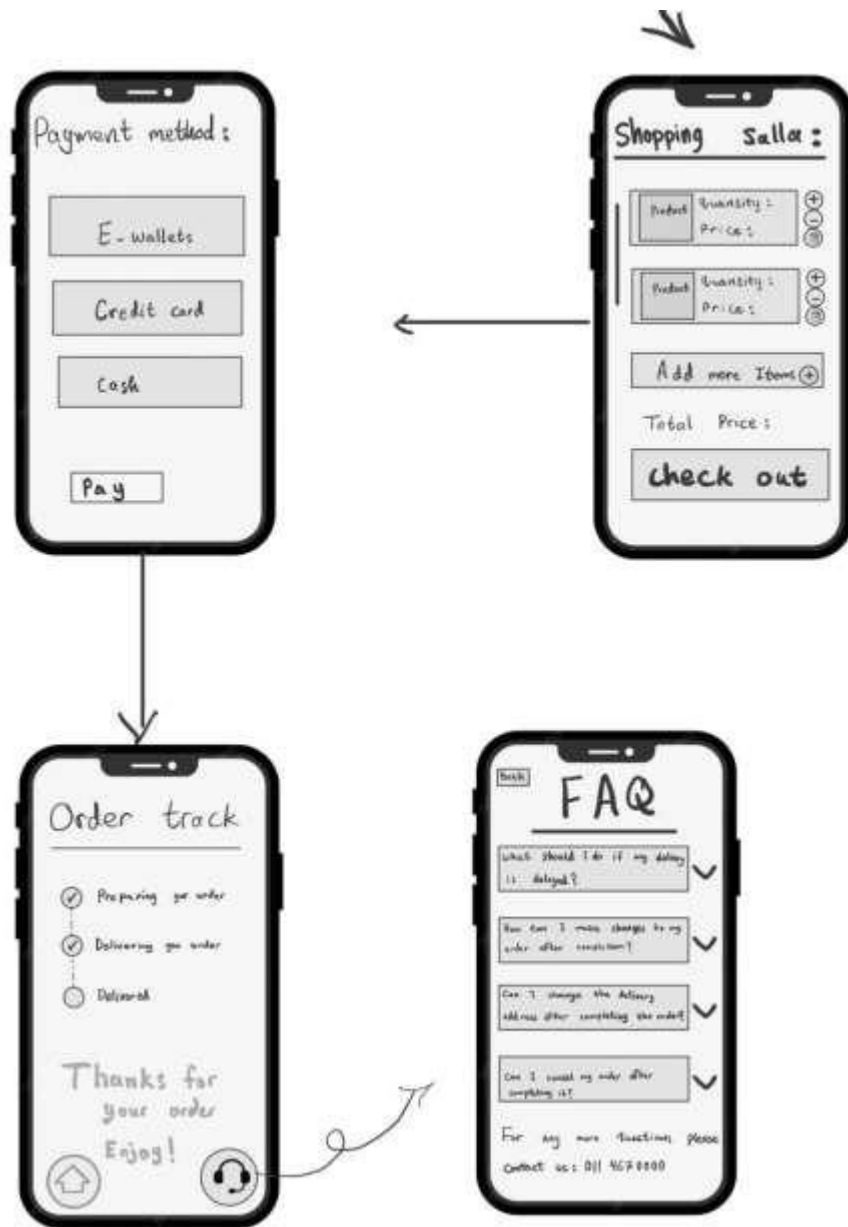 Payment method :
E-wallets
Credit card
Cash
Pay
Shopping Salla :
Product
Quantity :
Price :
Product
Quantity :
Price :
Add more Items
Total Price :
Check out
Order track
Preparing your order
Delivering your order
Delivered
Thanks for
your order
Enjoy!
Back
FAQ
What should I do if my delivery
is delayed?
How can I make changes to my
order after
Can I change the delivery
address after completing the order?
Can I cancel my order after
completing it?
For any more Questions please
Contact us : 011 4670000